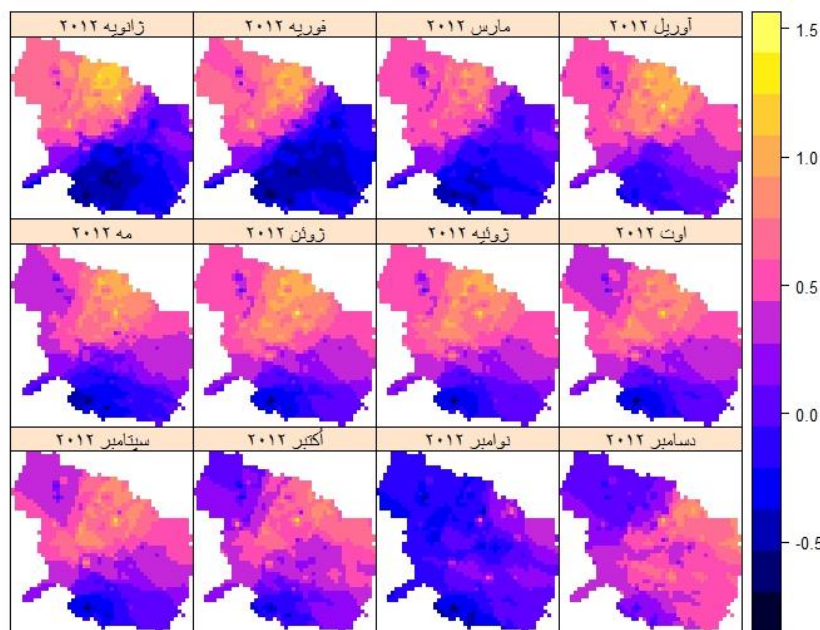 ژانویه ۲۰۱۲
فوریه ۲۰۱۲
مارس ۲۰۱۲
آوریل ۲۰۱۲
مه ۲۰۱۲
ژوئن ۲۰۱۲
ژوئیه ۲۰۱۲
اوت ۲۰۱۲
سپتامبر ۲۰۱۲
اُکتبر ۲۰۱۲
نوامبر ۲۰۱۲
دسامبر ۲۰۱۲
1.5
1.0
0.5
0.0
-0.5